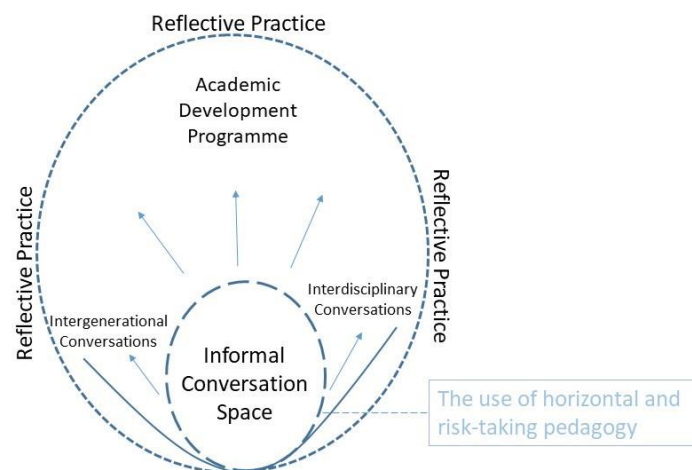 Reflective Practice
Academic
Development
Programme
Reflective Practice
Reflective Practice
Intergenerational
Conversations
Interdisciplinary
Conversations
Informal
Conversation
Space
The use of horizontal and
risk-taking pedagogy